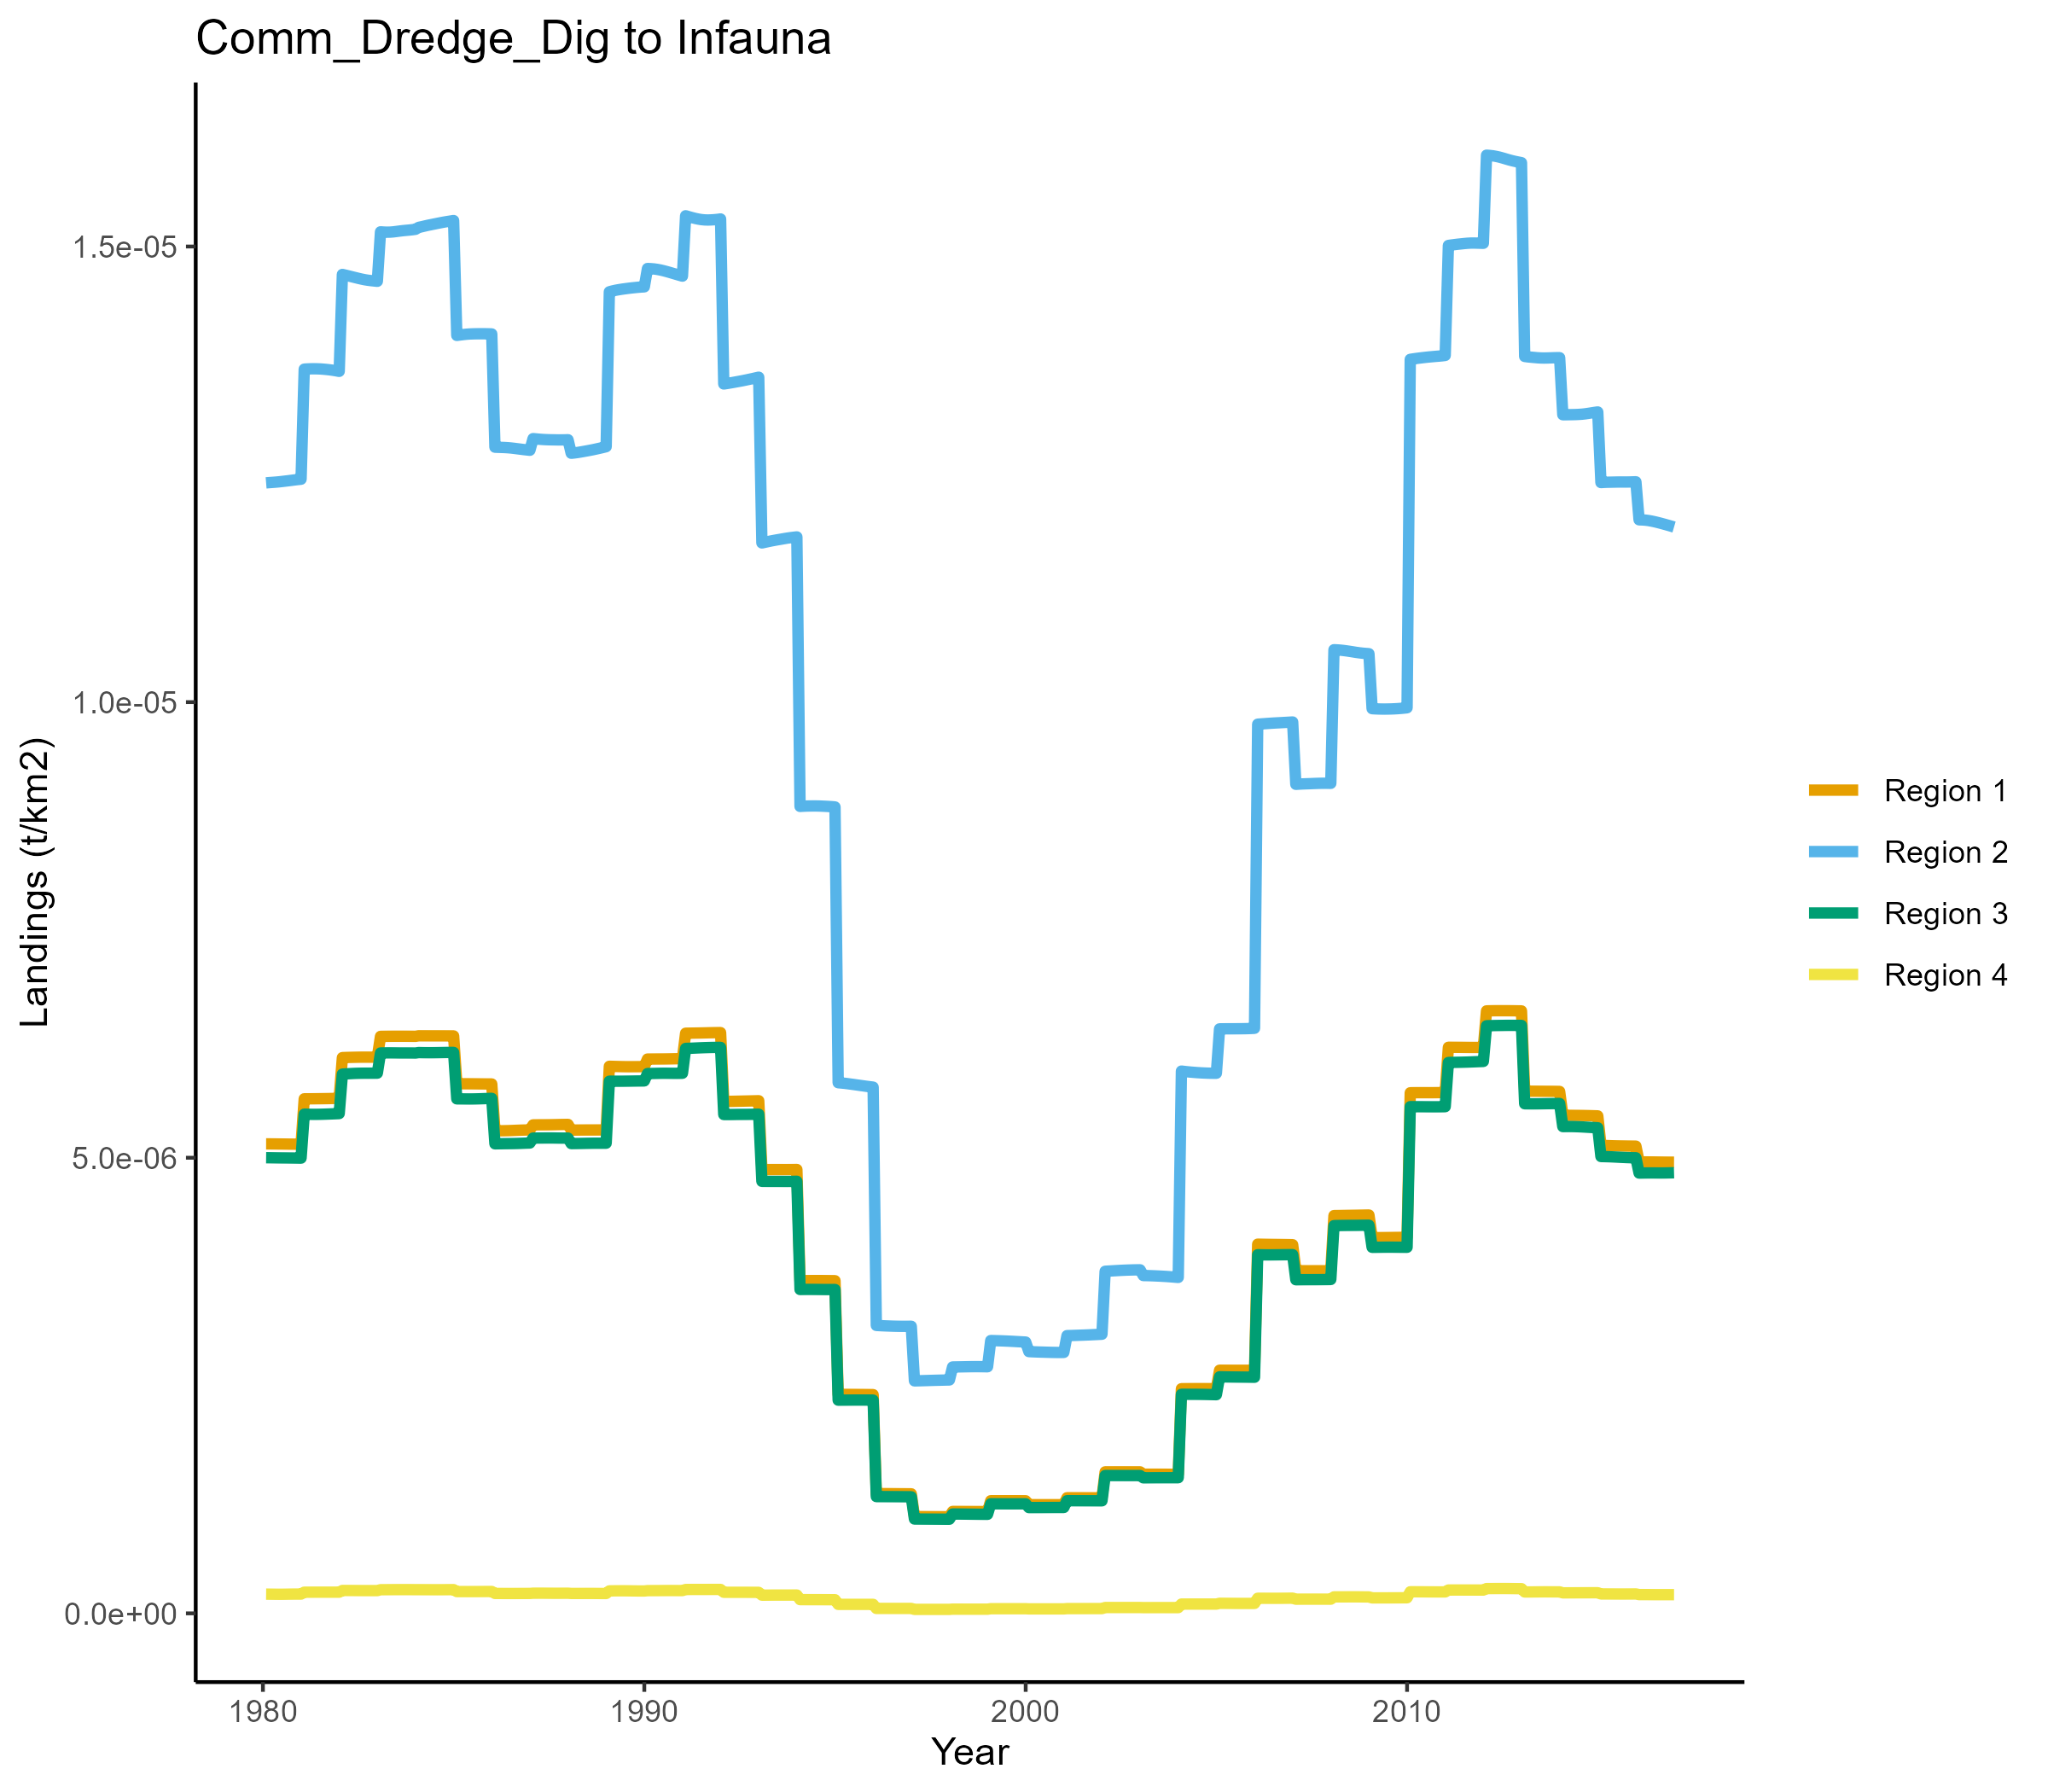 Comm_Dredge_Dig to Infauna
Landings (t/km2)
1.5e-05
1.0e-05
5.0e-06
0.0e+00
1980
1990
2000
2010
Year
Region 1
Region 2
Region 3
Region 4